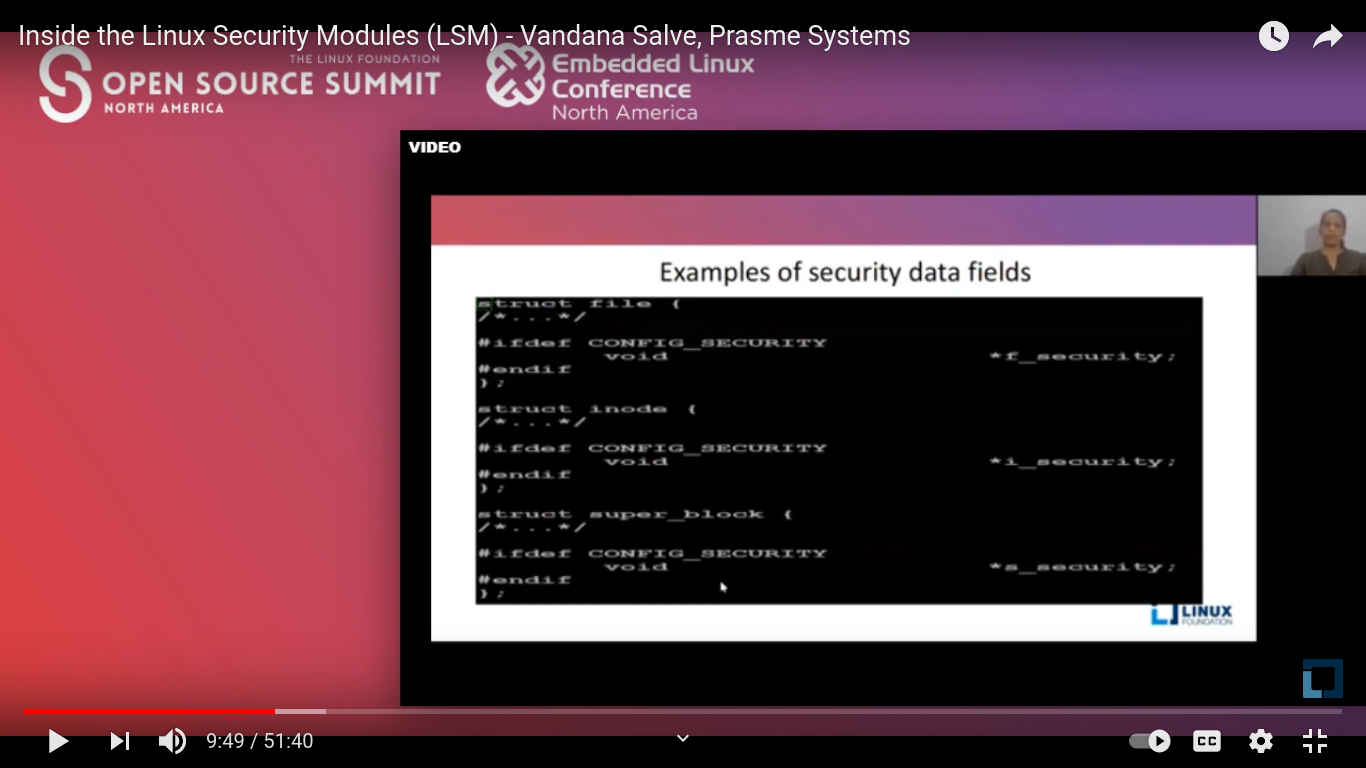 Inside the Linux Security Modules (LSM) - Vandana Salve, Prasme Systems
THE LINUX FOUNDATION
OPEN SOURCE SUMMIT
NORTH AMERICA
Embedded Linux
Conference
North America
VIDEO
Examples of security data fields
struct file {
/*...*/
#ifdef CONFIG_SECURITY
void *f_security;
#endif
};
struct inode {
/*...*/
#ifdef CONFIG_SECURITY
void *i_security;
#endif
};
struct super_block {
/*...*/
#ifdef CONFIG_SECURITY
void *s_security;
#endif
};
LINUX
FOUNDATION
9:49 / 51:40
CC